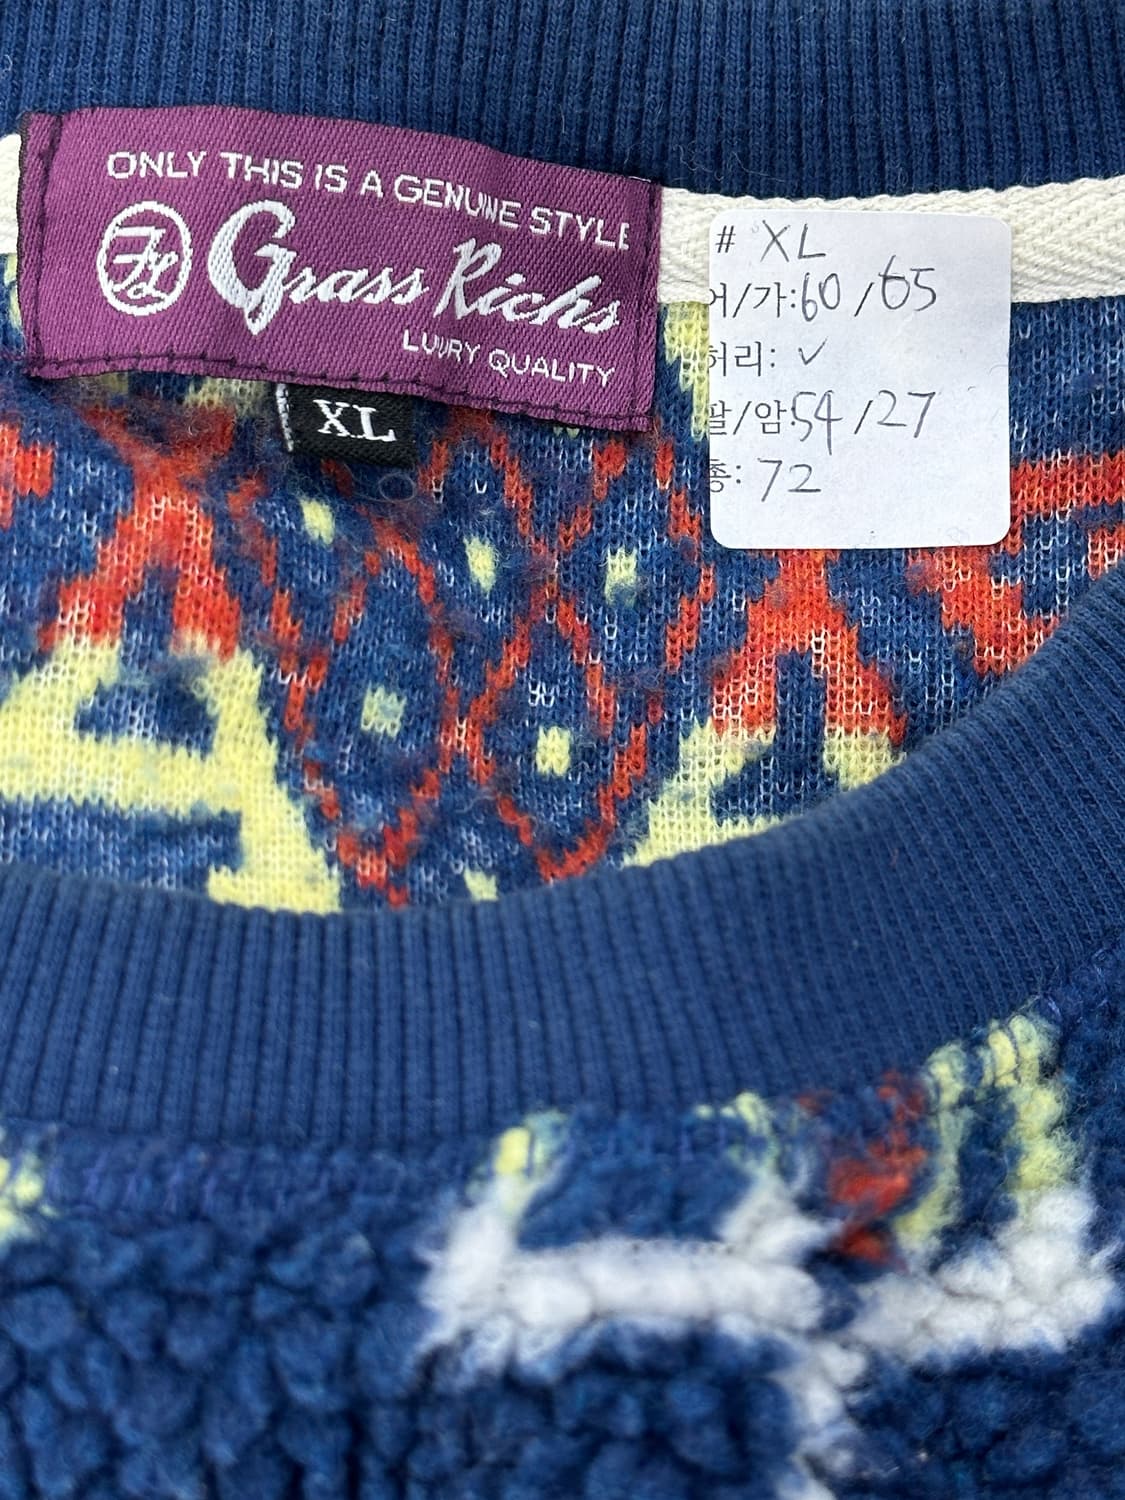 ONLY THIS IS A GENUINE STYLE
Grass Richs
LUXURY QUALITY
XL
# XL
어/가:60/65
허리: ✓
팔/암:54/27
총: 72